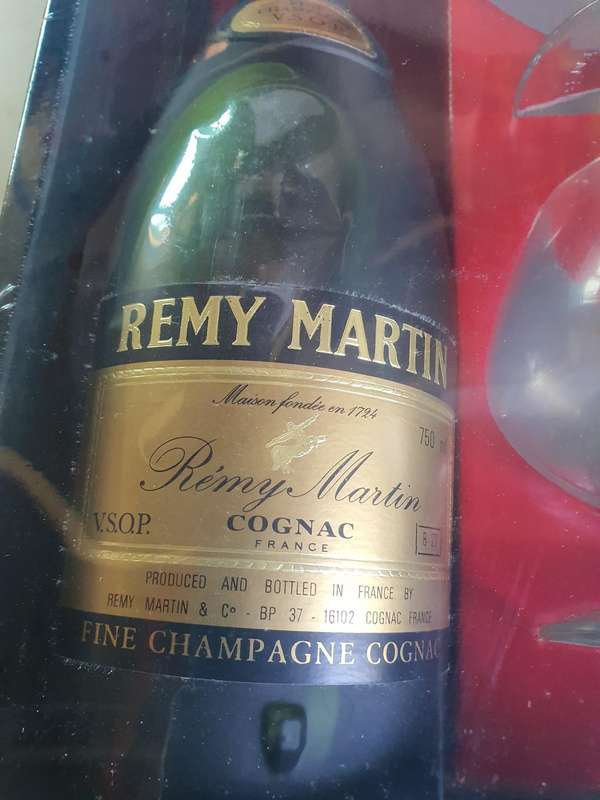 V.S.O.P
REMY MARTIN
Maison fondée en 1724
750 ml
Rémy Martin
V.S.O.P.
COGNAC
FRANCE
PRODUCED AND BOTTLED IN FRANCE BY
REMY MARTIN & Co - BP 37 - 16102 COGNAC FRANCE
FINE CHAMPAGNE COGNAC